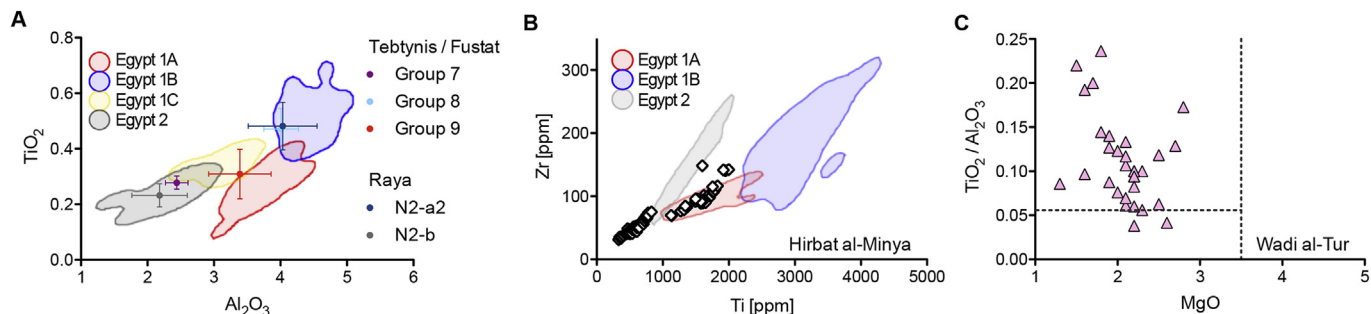 A
TiO2
0.8
0.6
0.4
0.2
0.0
Egypt 1A
Egypt 1B
Egypt 1C
Egypt 2
1 2 3 4 5 6
Al2O3
Tebtynis / Fustat
Group 7
Group 8
Group 9
Raya
N2-a2
N2-b
B
Zr [ppm]
300
200
100
0
Egypt 1A
Egypt 1B
Egypt 2
Hirbat al-Minya
0 1000 2000 3000 4000 5000
Ti [ppm]
C
TiO2 / Al2O3
0.25
0.20
0.15
0.10
0.05
0.00
Wadi al-Tur
1 2 3 4 5
MgO